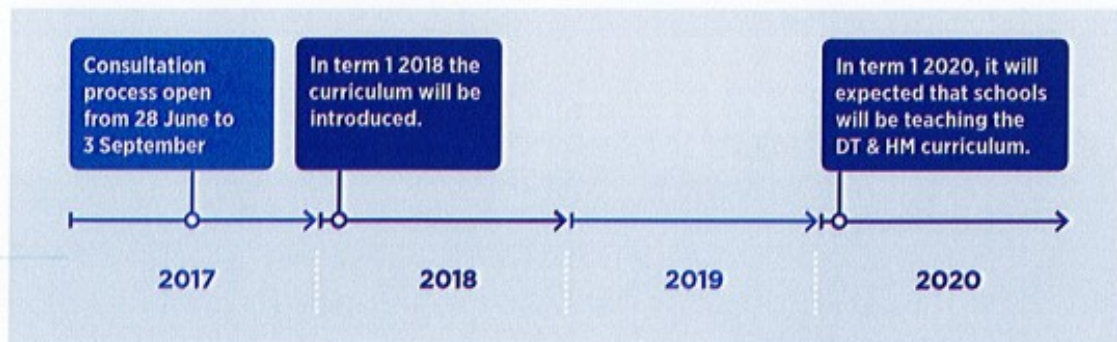 Consultation
process open
from 28 June to
3 September
In term 1 2018 the
curriculum will be
introduced.
In term 1 2020, it will
expected that schools
will be teaching the
DT & HM curriculum.
2017
2018
2019
2020